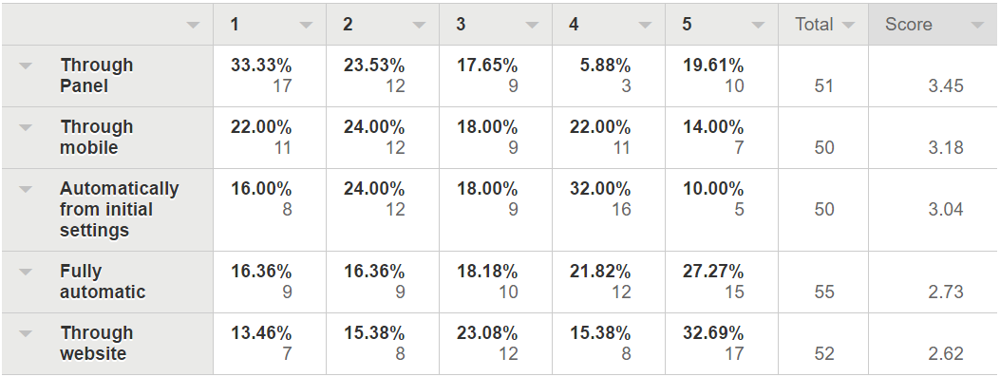 1 2 3 4 5 Total Score
Through 33.33% 23.53% 17.65% 5.88% 19.61%
Panel 17 12 9 3 10 51 3.45
Through 22.00% 24.00% 18.00% 22.00% 14.00%
mobile 11 12 9 11 7 50 3.18
Automatically 16.00% 24.00% 18.00% 32.00% 10.00%
from initial 8 12 9 16 5 50 3.04
settings
Fully 16.36% 16.36% 18.18% 21.82% 27.27%
automatic 9 9 10 12 15 55 2.73
Through 13.46% 15.38% 23.08% 15.38% 32.69%
website 7 8 12 8 17 52 2.62